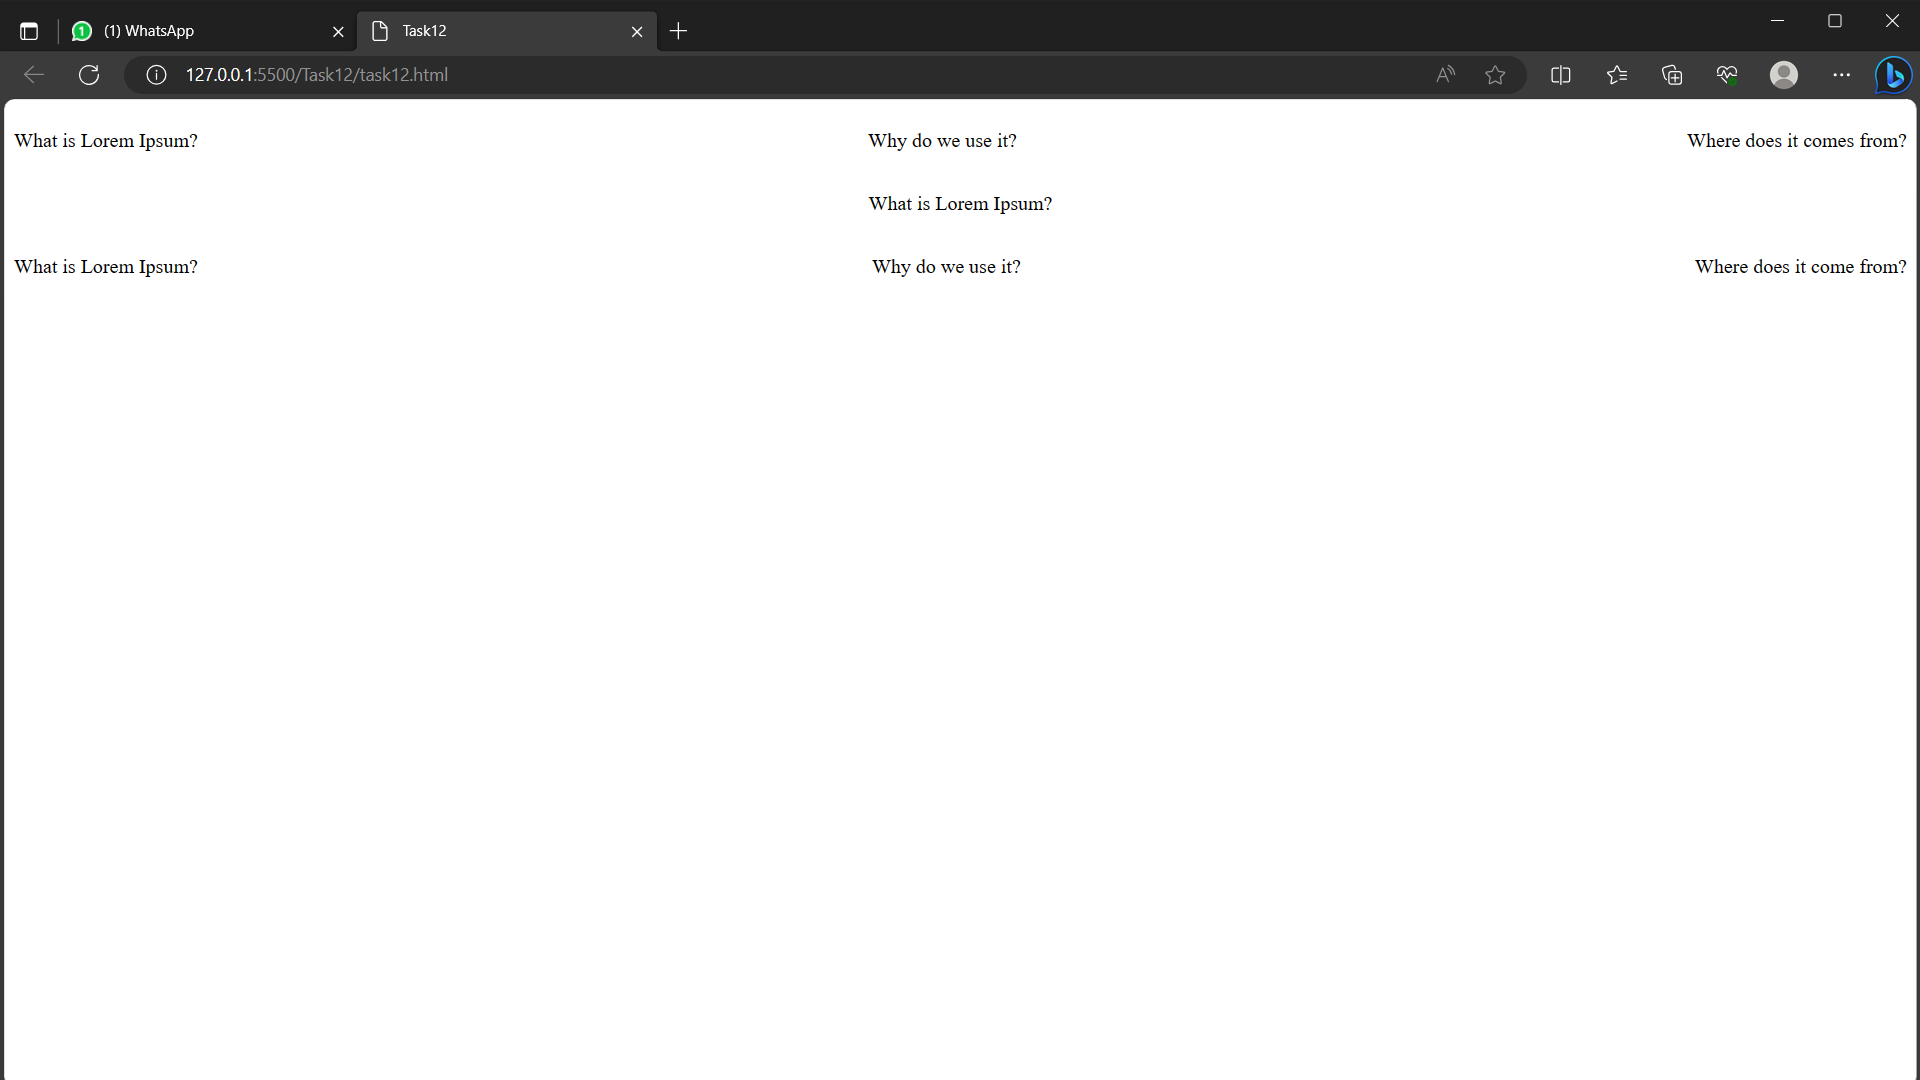 (1) WhatsApp
Task12
127.0.0.1:5500/Task12/task12.html
What is Lorem Ipsum? Why do we use it? Where does it comes from?
What is Lorem Ipsum?
What is Lorem Ipsum? Why do we use it? Where does it come from?